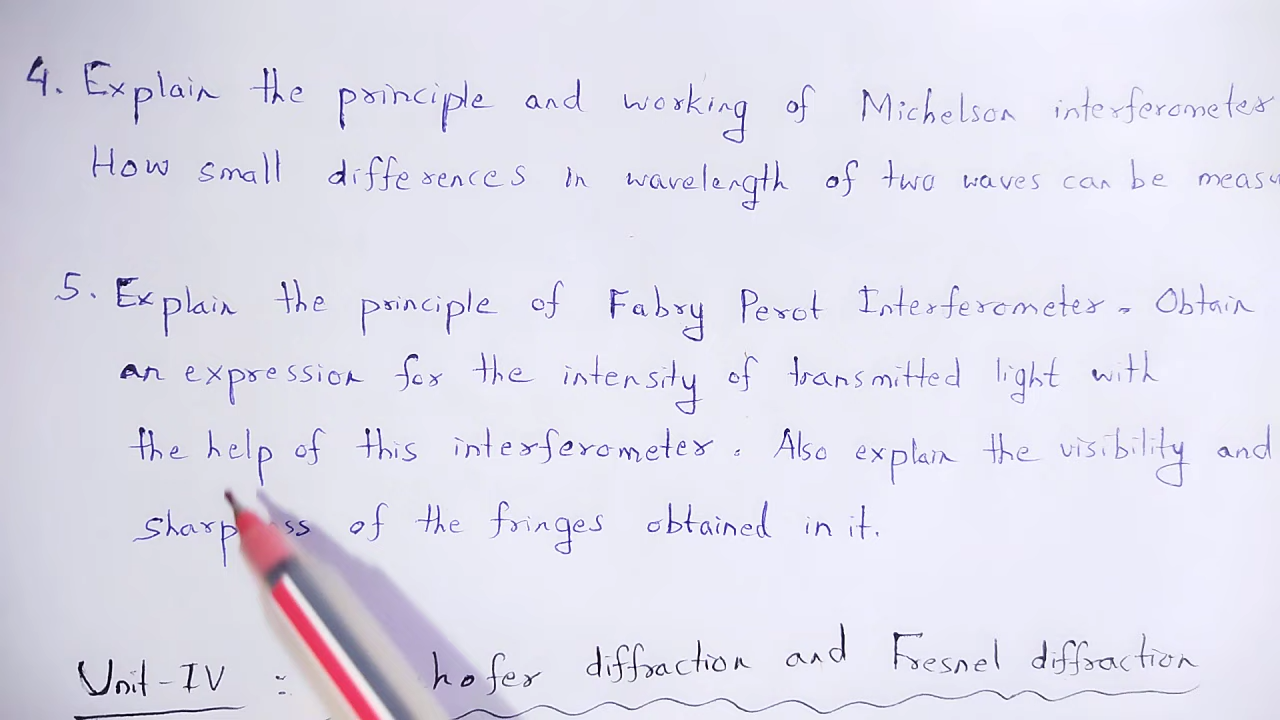 4. Explain the principle and working of Michelson interferometer
How small differences in wavelength of two waves can be
5. Explain the principle of Fabry Perot Interferometer. Obtain
an expression for the intensity of transmitted light with
the help of this interferometer. Also explain the visibility and
of the fringes obtained in it.
Unit-IV : diffraction and Fresnel diffraction